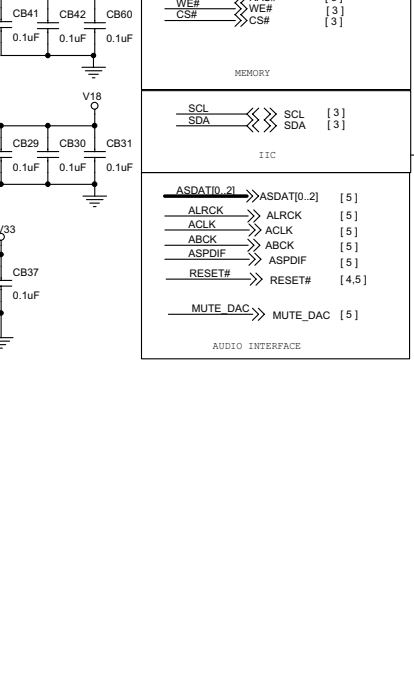 WE# WE# [ 3 ]
CS# CS# [ 3 ]
CB41 CB42 CB60
0.1uF 0.1uF 0.1uF
MEMORY
V18
SCL SCL [ 3 ]
SDA SDA [ 3 ]
CB29 CB30 CB31
0.1uF 0.1uF 0.1uF
IIC
ASDAT[0..2] ASDAT[0..2] [ 5 ]
ALRCK ALRCK [ 5 ]
ACLK ACLK [ 5 ]
ABCK ABCK [ 5 ]
ASPDIF ASPDIF [ 5 ]
V33
RESET# RESET# [ 4,5 ]
CB37
0.1uF
MUTE_DAC MUTE_DAC [ 5 ]
AUDIO INTERFACE